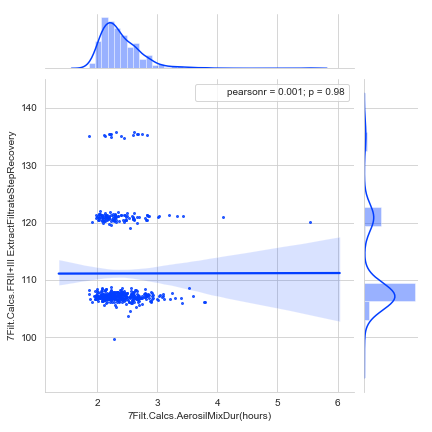 pearsonr = 0.001; p = 0.98
140
130
120
110
100
7Filt.Calcs.FRII+III ExtractFiltrateStepRecovery
2 3 4 5 6
7Filt.Calcs.AerosilMixDur(hours)